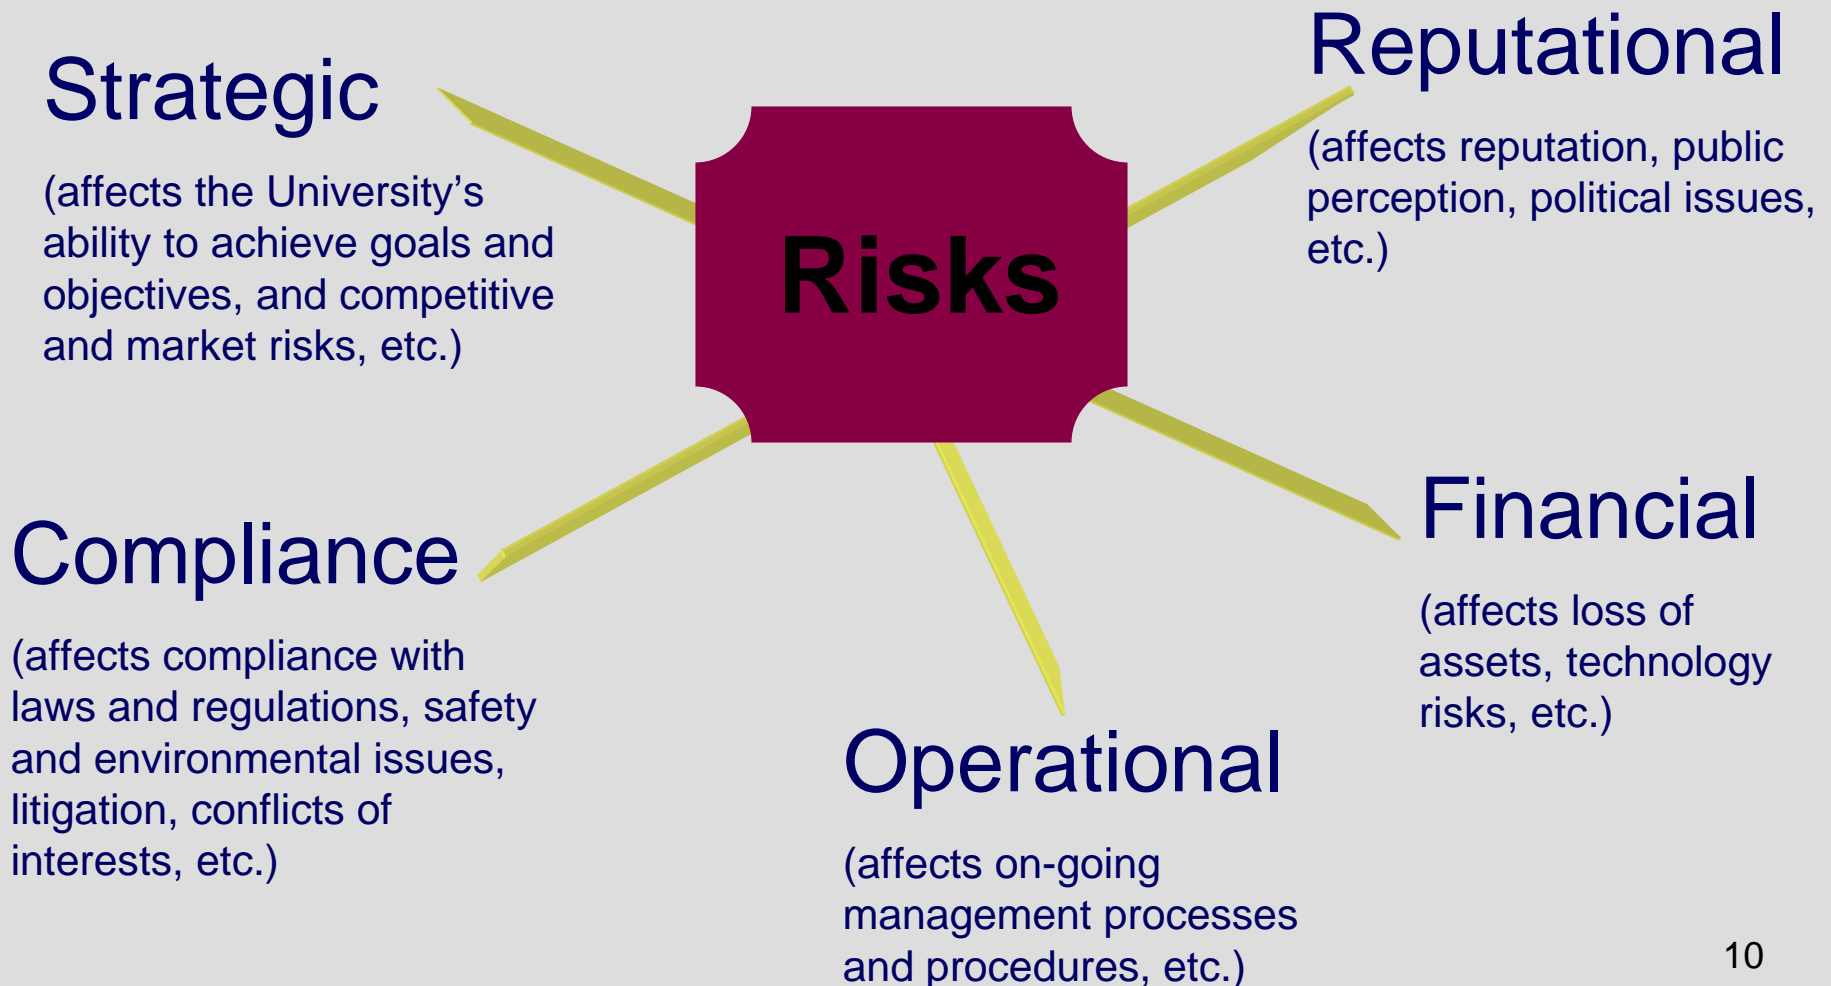 Strategic
(affects the University’s
ability to achieve goals and
objectives, and competitive
and market risks, etc.)
Reputational
(affects reputation, public
perception, political issues,
etc.)
Risks
Compliance
(affects compliance with
laws and regulations, safety
and environmental issues,
litigation, conflicts of
interests, etc.)
Financial
(affects loss of
assets, technology
risks, etc.)
Operational
(affects on-going
management processes
and procedures, etc.)
10